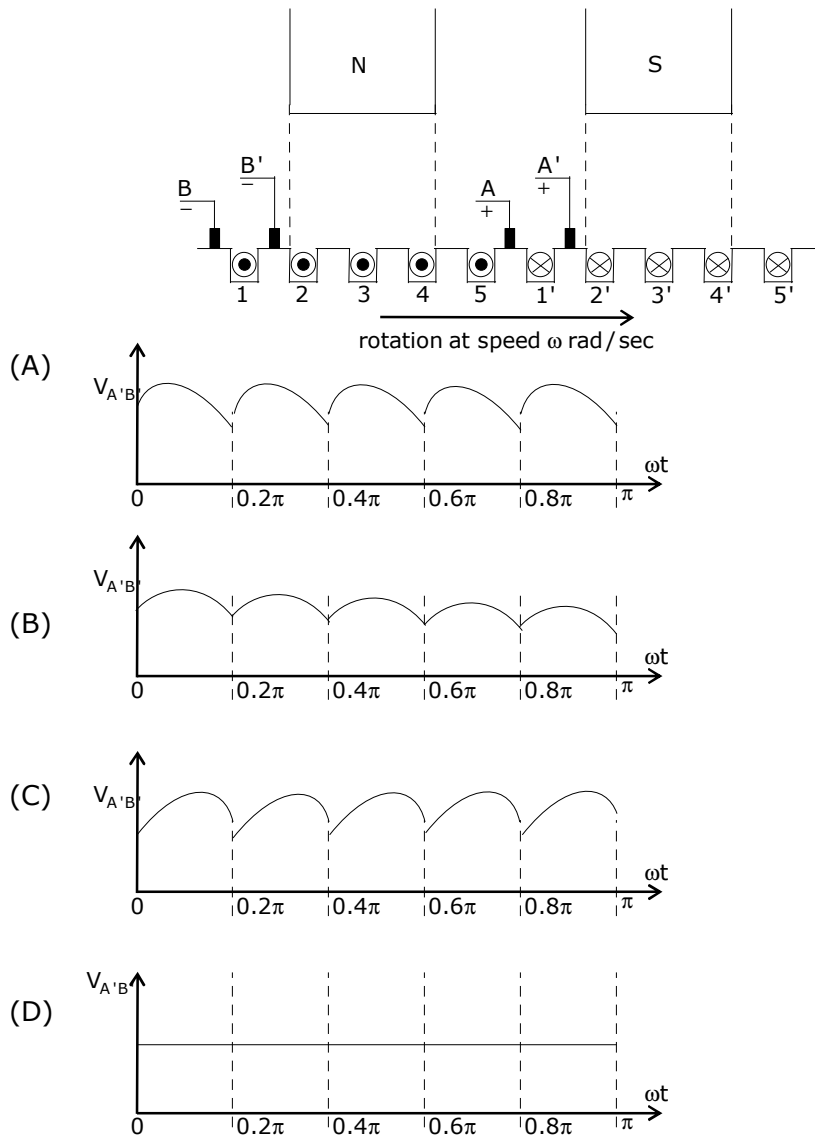 N S
B B' A A'
– – + +
1 2 3 4 5 1' 2' 3' 4' 5'
rotation at speed ω rad/sec
(A)
V_A'B'
ωt
0 0.2π 0.4π 0.6π 0.8π π
(B)
V_A'B'
ωt
0 0.2π 0.4π 0.6π 0.8π π
(C)
V_A'B'
ωt
0 0.2π 0.4π 0.6π 0.8π π
(D)
V_A'B'
ωt
0 0.2π 0.4π 0.6π 0.8π π